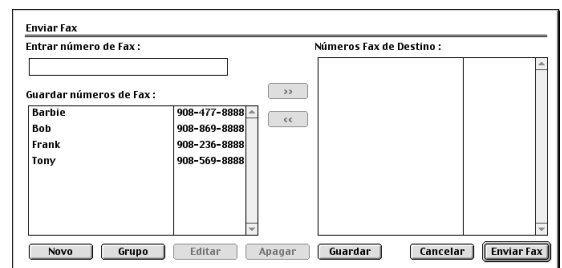 Enviar Fax
Entrar número de Fax :
Números Fax de Destino :
>>
<<
Guardar números de Fax :
Barbie 908-477-8888
Bob 908-869-8888
Frank 908-236-8888
Tony 908-569-8888
Novo Grupo Editar Apagar Guardar Cancelar Enviar Fax